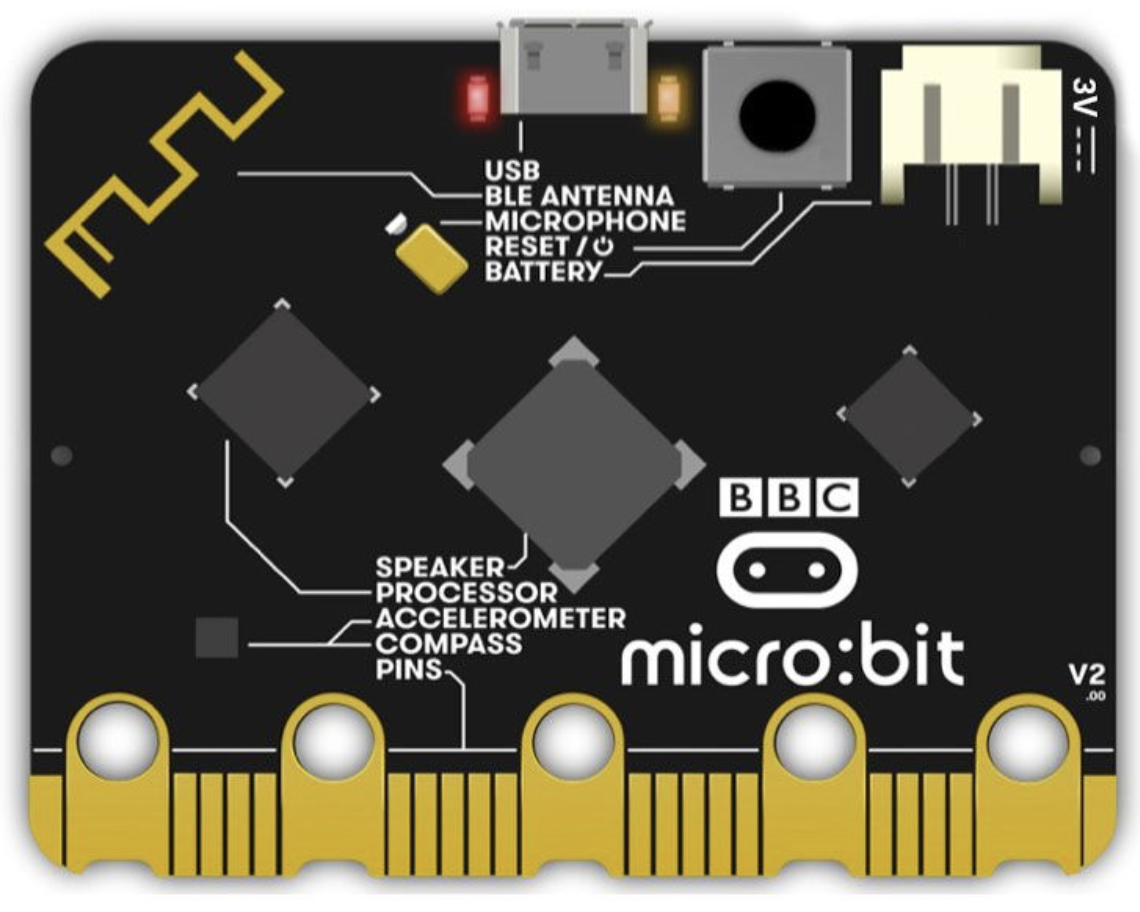 3V
USB
BLE ANTENNA
MICROPHONE
RESET / ⏻
BATTERY
BBC
SPEAKER
PROCESSOR
ACCELEROMETER
COMPASS
PINS
micro:bit
V2
.00